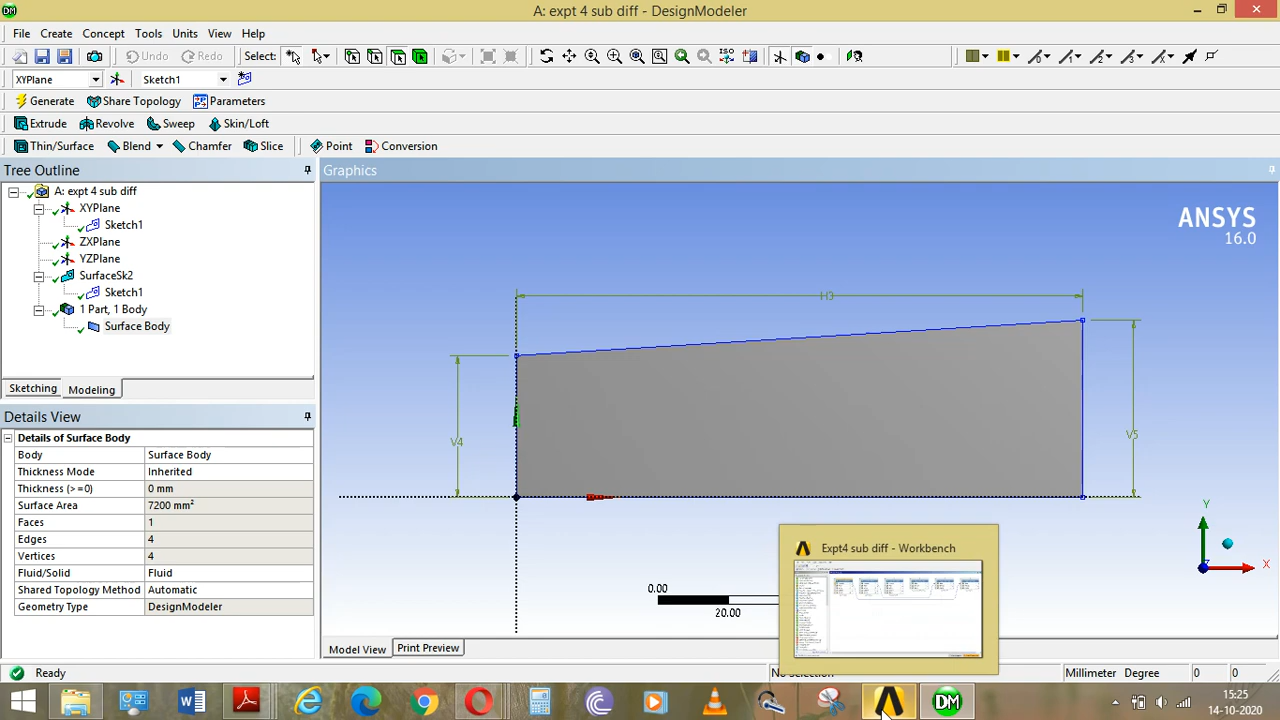 A: expt 4 sub diff - DesignModeler
File Create Concept Tools Units View Help
Undo Redo Select:
XYPlane Sketch1
Generate Share Topology Parameters
Extrude Revolve Sweep Skin/Loft
Thin/Surface Blend Chamfer Slice Point Conversion
Tree Outline
A: expt 4 sub diff
XYPlane
Sketch1
ZXPlane
YZPlane
SurfaceSk2
Sketch1
1 Part, 1 Body
Surface Body
Sketching Modeling
Details View
Details of Surface Body
Body Surface Body
Thickness Mode Inherited
Thickness (>=0) 0 mm
Surface Area 7200 mm²
Faces 1
Edges 4
Vertices 4
Fluid/Solid Fluid
Shared Topology Method Automatic
Geometry Type DesignModeler
Graphics
ANSYS
16.0
H3
V4
V5
Y
X
0.00
20.00
Expt4 sub diff - Workbench
Model View Print Preview
Ready No Selection Millimeter Degree 0 0
15:25
14-10-2020